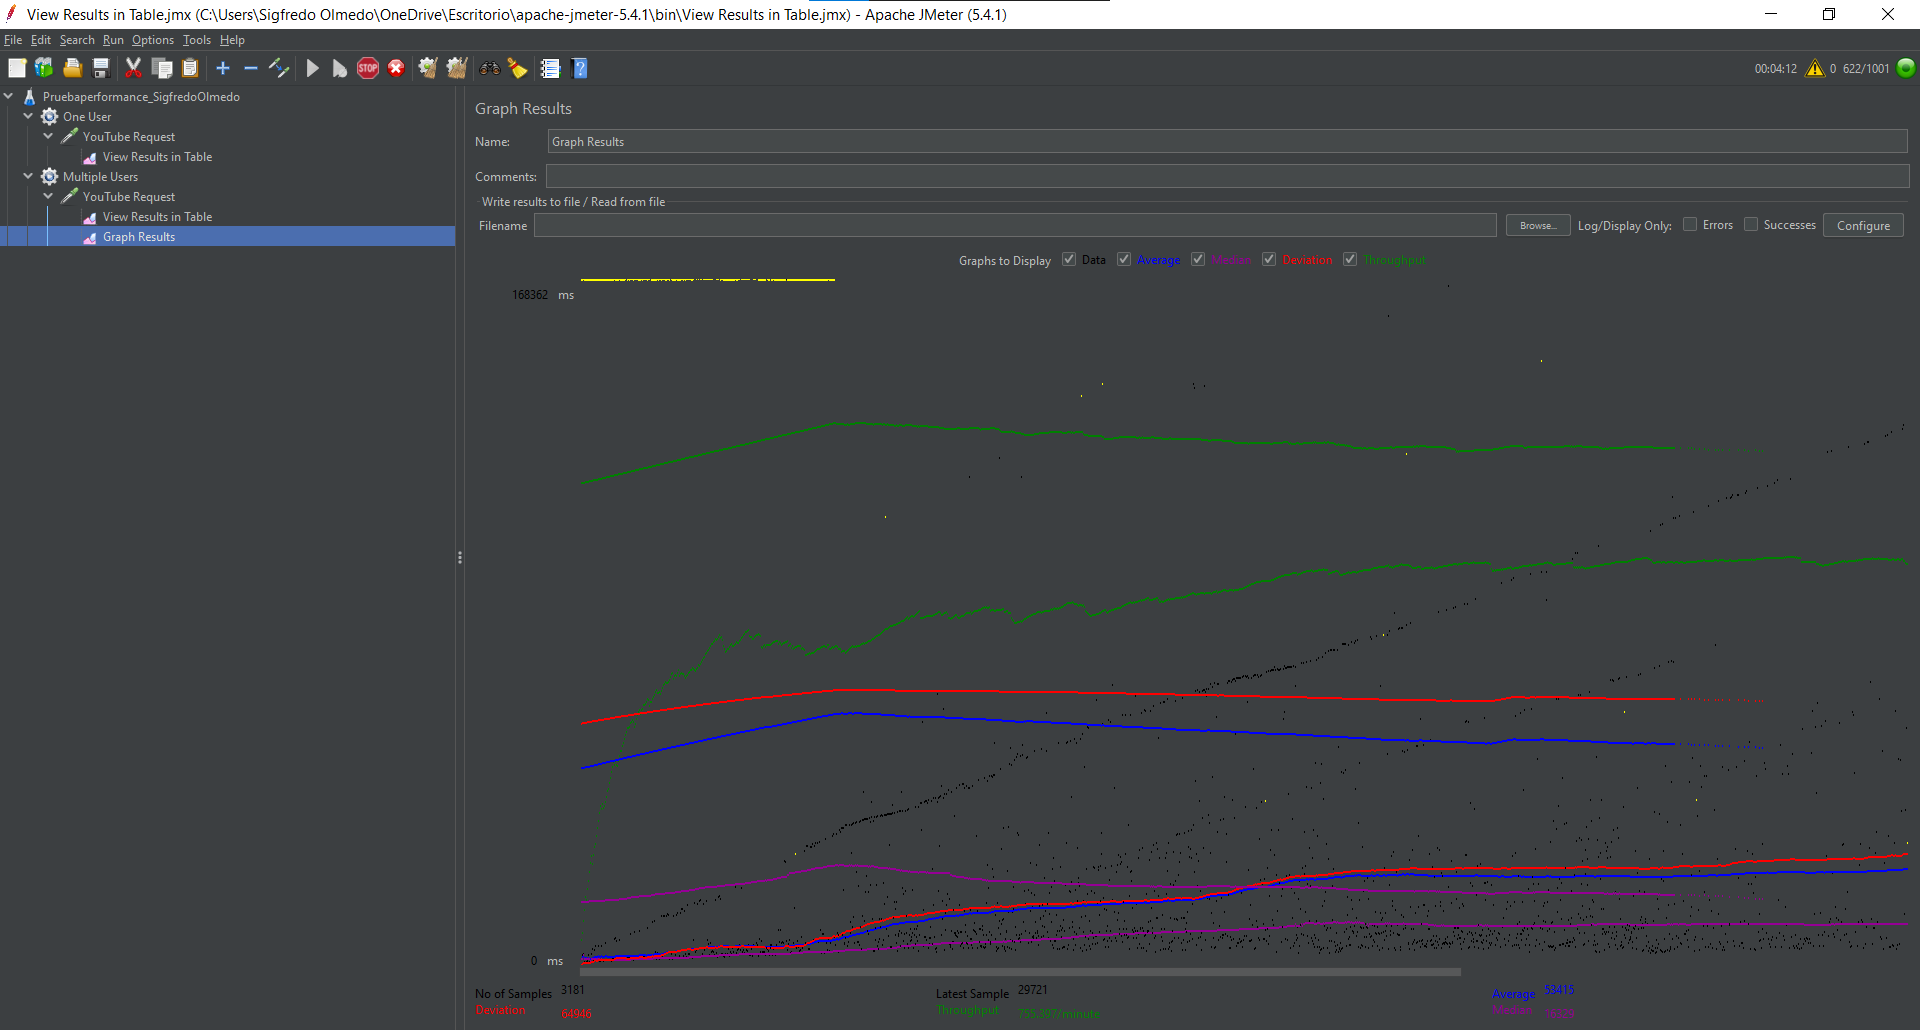 View Results in Table.jmx (C:\Users\Sigfredo Olmedo\OneDrive\Escritorio\apache-jmeter-5.4.1\bin\View Results in Table.jmx) - Apache JMeter (5.4.1)
File Edit Search Run Options Tools Help
STOP
00:04:12 0 622/1001
Pruebaperformance_SigfredoOlmedo
One User
YouTube Request
View Results in Table
Multiple Users
YouTube Request
View Results in Table
Graph Results
Graph Results
Name: Graph Results
Comments:
Write results to file / Read from file
Filename Browse... Log/Display Only: Errors Successes Configure
Graphs to Display Data Average Median Deviation Throughput
168362 ms
0 ms
No of Samples 3181 Latest Sample 29721 Average 53415
Deviation 64946 Throughput Median